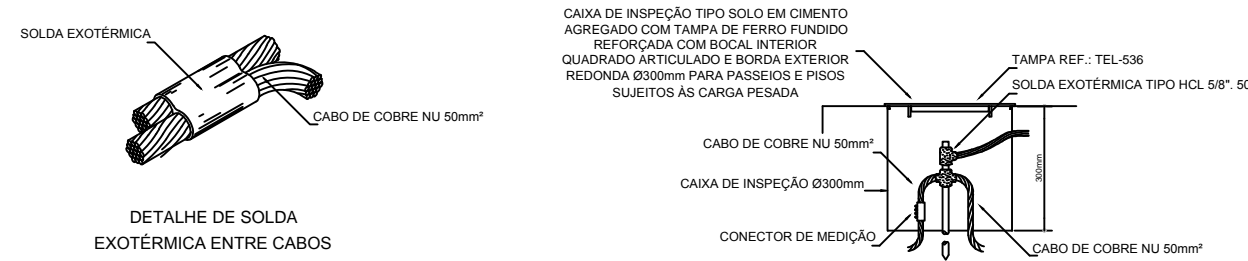 SOLDA EXOTÉRMICA
CABO DE COBRE NU 50mm²
DETALHE DE SOLDA
EXOTÉRMICA ENTRE CABOS
CAIXA DE INSPEÇÃO TIPO SOLO EM CIMENTO
AGREGADO COM TAMPA DE FERRO FUNDIDO
REFORÇADA COM BOCAL INTERIOR
QUADRADO ARTICULADO E BORDA EXTERIOR
REDONDA Ø300mm PARA PASSEIOS E PISOS
SUJEITOS ÀS CARGA PESADA
TAMPA REF.: TEL-536
SOLDA EXOTÉRMICA TIPO HCL 5/8". 50
CABO DE COBRE NU 50mm²
CAIXA DE INSPEÇÃO Ø300mm
300mm
CONECTOR DE MEDIÇÃO
CABO DE COBRE NU 50mm²